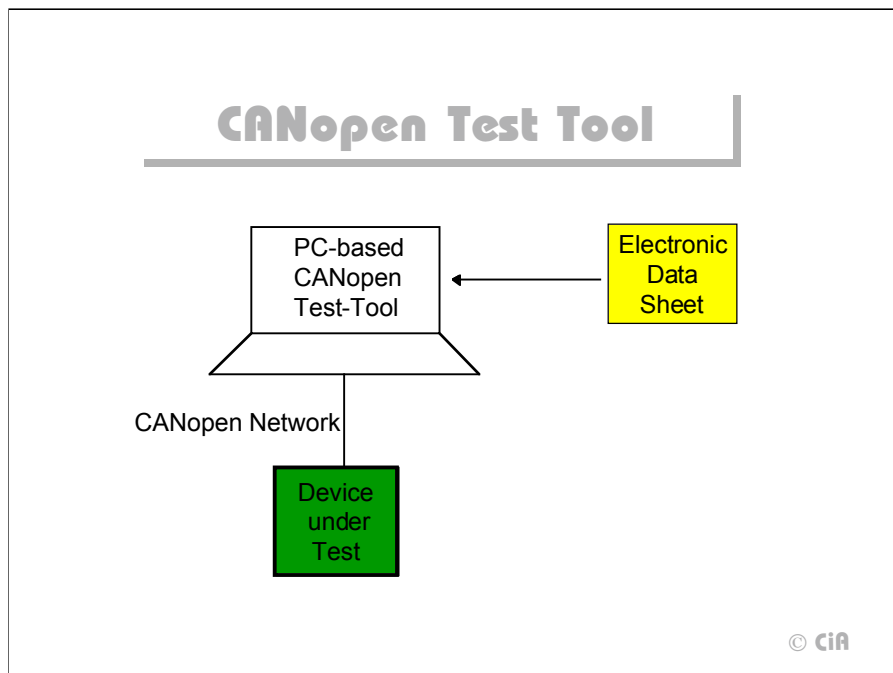 CANopen Test Tool
PC-based
CANopen
Test-Tool
Electronic
Data
Sheet
CANopen Network
Device
under
Test
© CiA